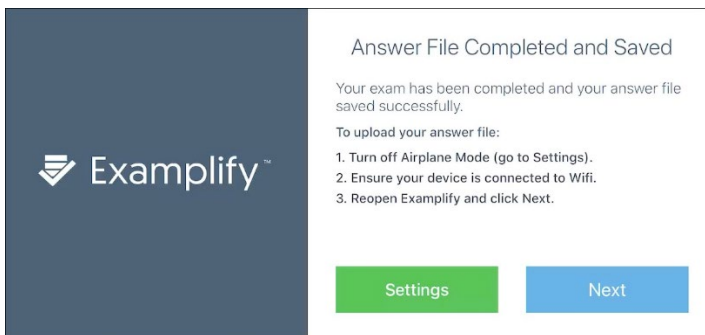 Examplify™
Answer File Completed and Saved
Your exam has been completed and your answer file
saved successfully.
To upload your answer file:
1. Turn off Airplane Mode (go to Settings).
2. Ensure your device is connected to Wifi.
3. Reopen Examplify and click Next.
Settings
Next